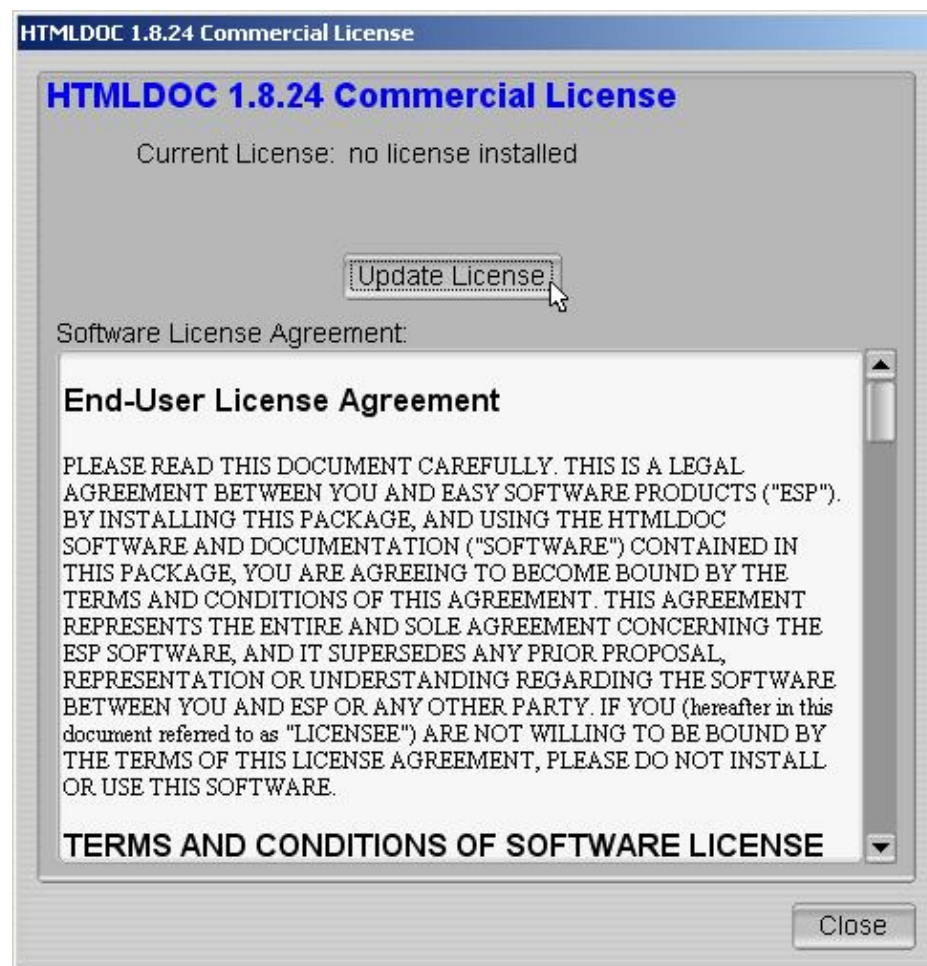 HTMLDOC 1.8.24 Commercial License
HTMLDOC 1.8.24 Commercial License
Current License: no license installed
Update License
Software License Agreement:
End-User License Agreement
PLEASE READ THIS DOCUMENT CAREFULLY. THIS IS A LEGAL
AGREEMENT BETWEEN YOU AND EASY SOFTWARE PRODUCTS ("ESP").
BY INSTALLING THIS PACKAGE, AND USING THE HTMLDOC
SOFTWARE AND DOCUMENTATION ("SOFTWARE") CONTAINED IN
THIS PACKAGE, YOU ARE AGREEING TO BECOME BOUND BY THE
TERMS AND CONDITIONS OF THIS AGREEMENT. THIS AGREEMENT
REPRESENTS THE ENTIRE AND SOLE AGREEMENT CONCERNING THE
ESP SOFTWARE, AND IT SUPERSEDES ANY PRIOR PROPOSAL,
REPRESENTATION OR UNDERSTANDING REGARDING THE SOFTWARE
BETWEEN YOU AND ESP OR ANY OTHER PARTY. IF YOU (hereafter in this
document referred to as "LICENSEE") ARE NOT WILLING TO BE BOUND BY
THE TERMS OF THIS LICENSE AGREEMENT, PLEASE DO NOT INSTALL
OR USE THIS SOFTWARE.
TERMS AND CONDITIONS OF SOFTWARE LICENSE
Close